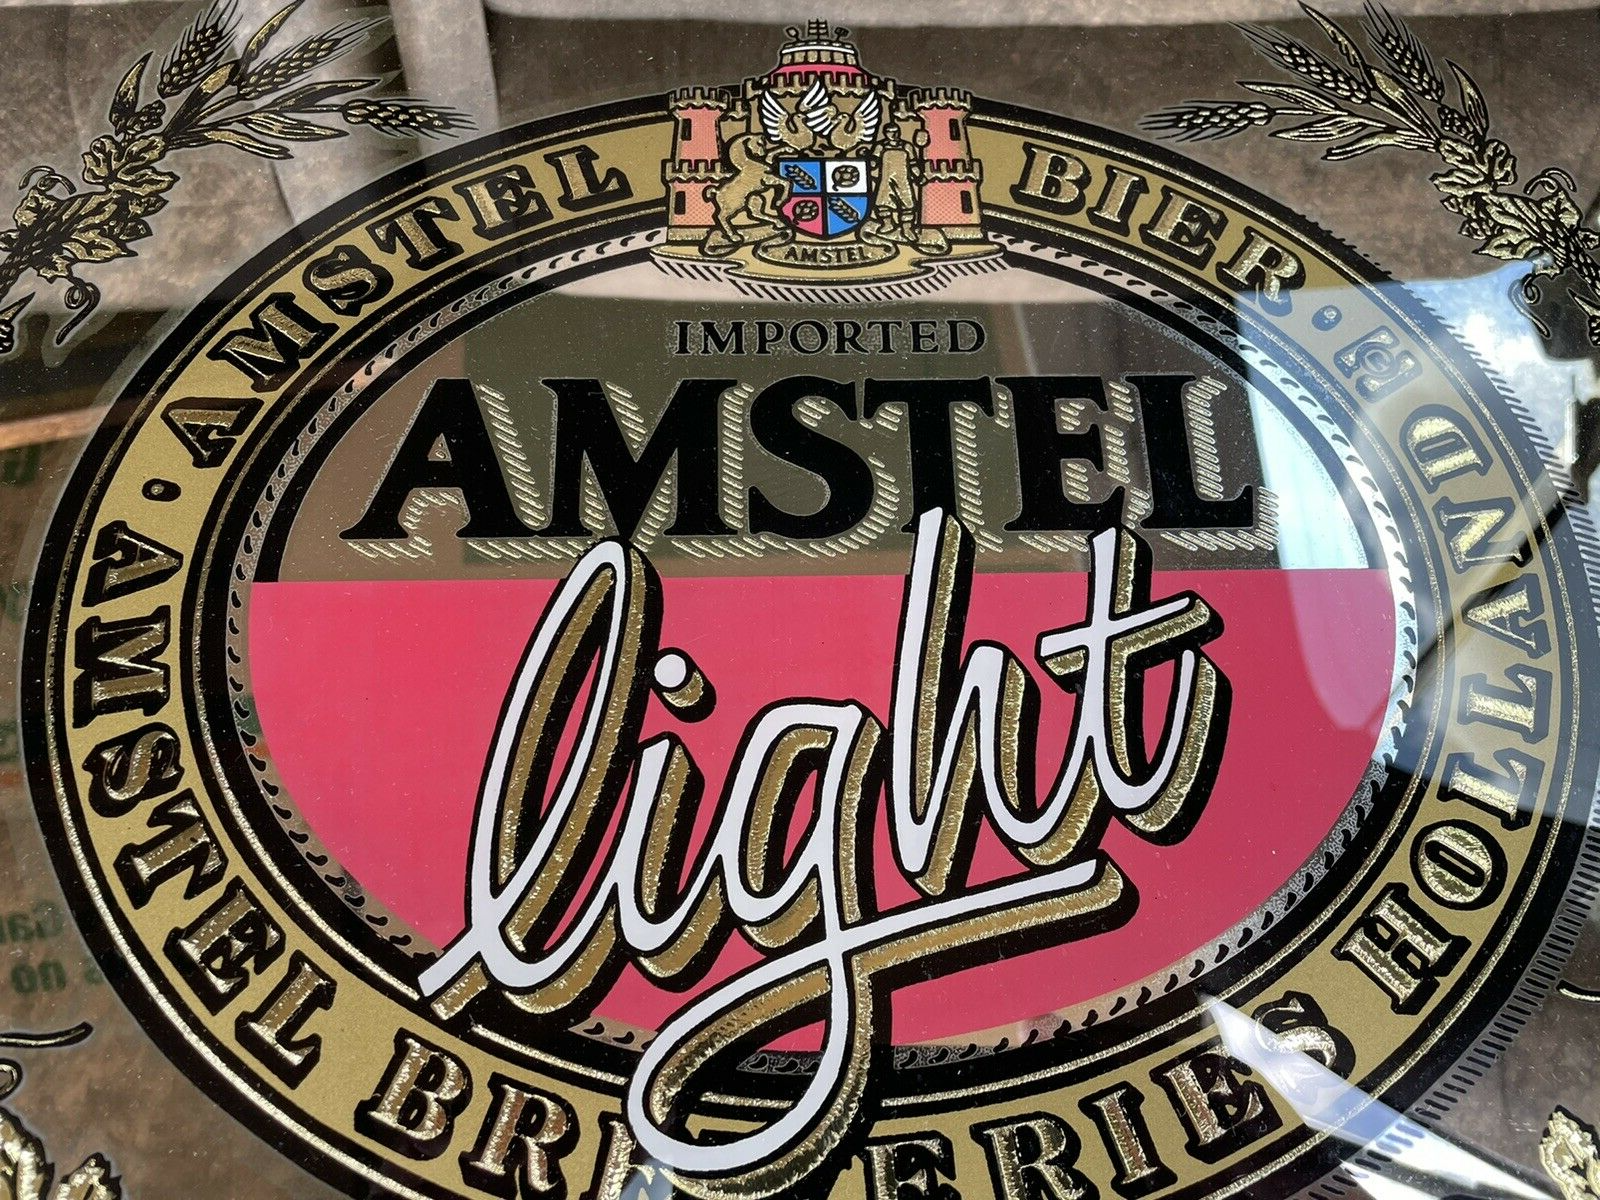 AMSTEL BIER
AMSTEL
IMPORTED
AMSTEL
light
AMSTEL BREWERIES HOLLAND